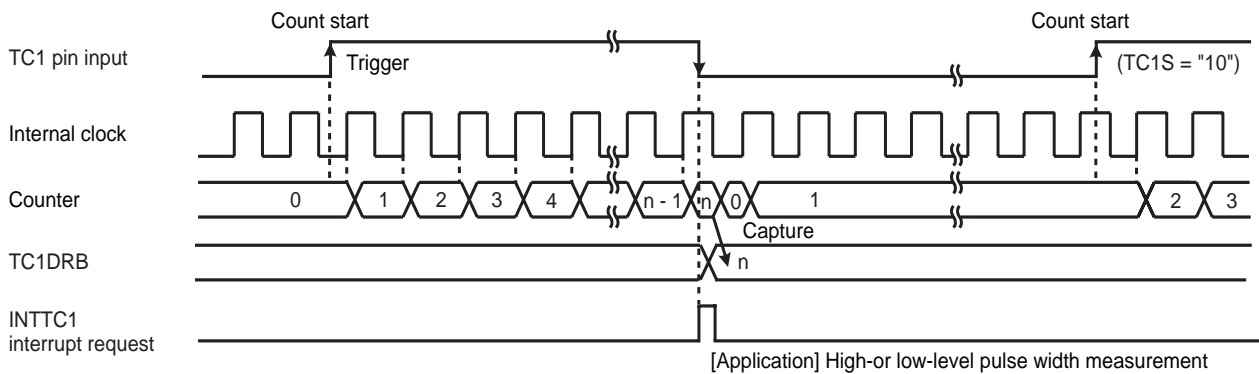 Count start
Count start
TC1 pin input
Trigger
(TC1S = "10")
Internal clock
Counter
0 1 2 3 4 n - 1 n 0 1 2 3
Capture
TC1DRB
n
INTTC1
interrupt request
[Application] High-or low-level pulse width measurement